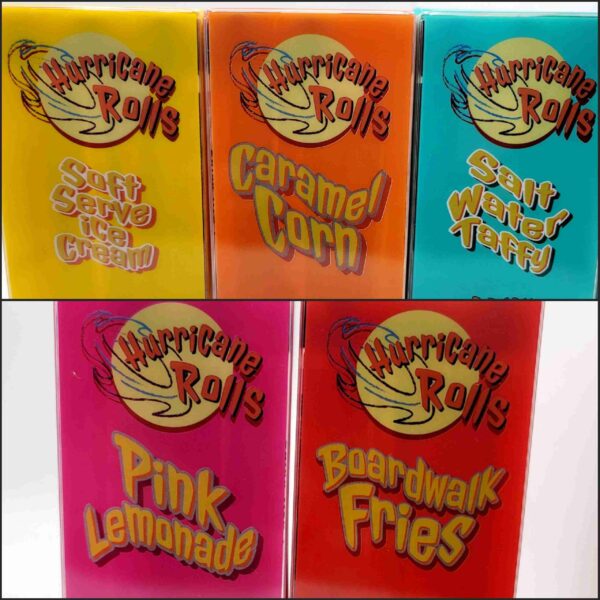 Hurricane
Rolls
Soft
Serve
ice
Cream
Hurricane
Rolls
Caramel
Corn
Hurricane
Rolls
Salt
Water
Taffy
Hurricane
Rolls
Pink
Lemonade
Hurricane
Rolls
Boardwalk
Fries